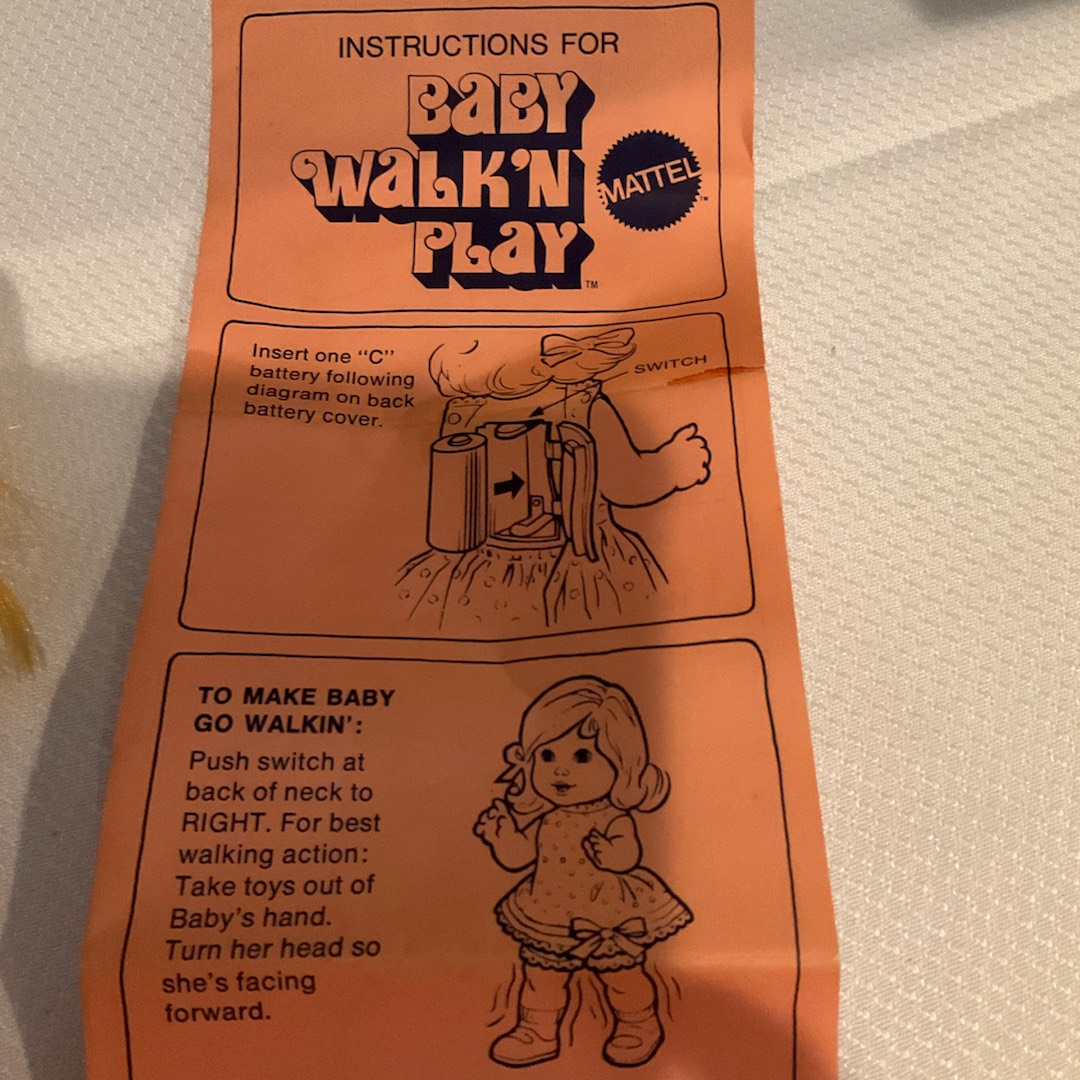 INSTRUCTIONS FOR
BABY
WALK'N
PLAY
TM
MATTEL
TM
Insert one "C"
battery following
diagram on back
battery cover.
SWITCH
TO MAKE BABY
GO WALKIN':
Push switch at
back of neck to
RIGHT. For best
walking action:
Take toys out of
Baby's hand.
Turn her head so
she's facing
forward.